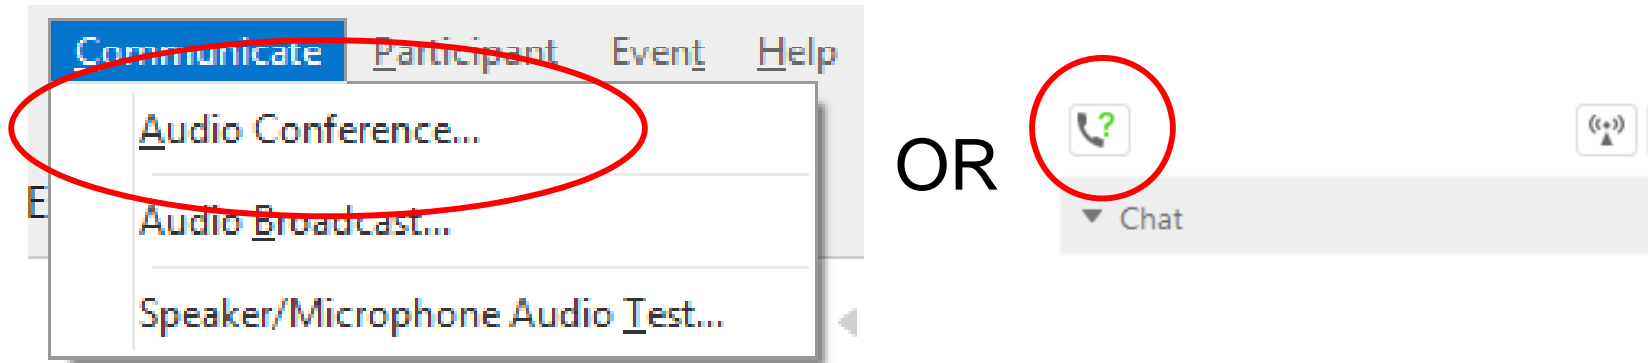 Communicate Participant Event Help
Audio Conference...
E
Audio Broadcast...
Speaker/Microphone Audio Test...
OR
?
Chat